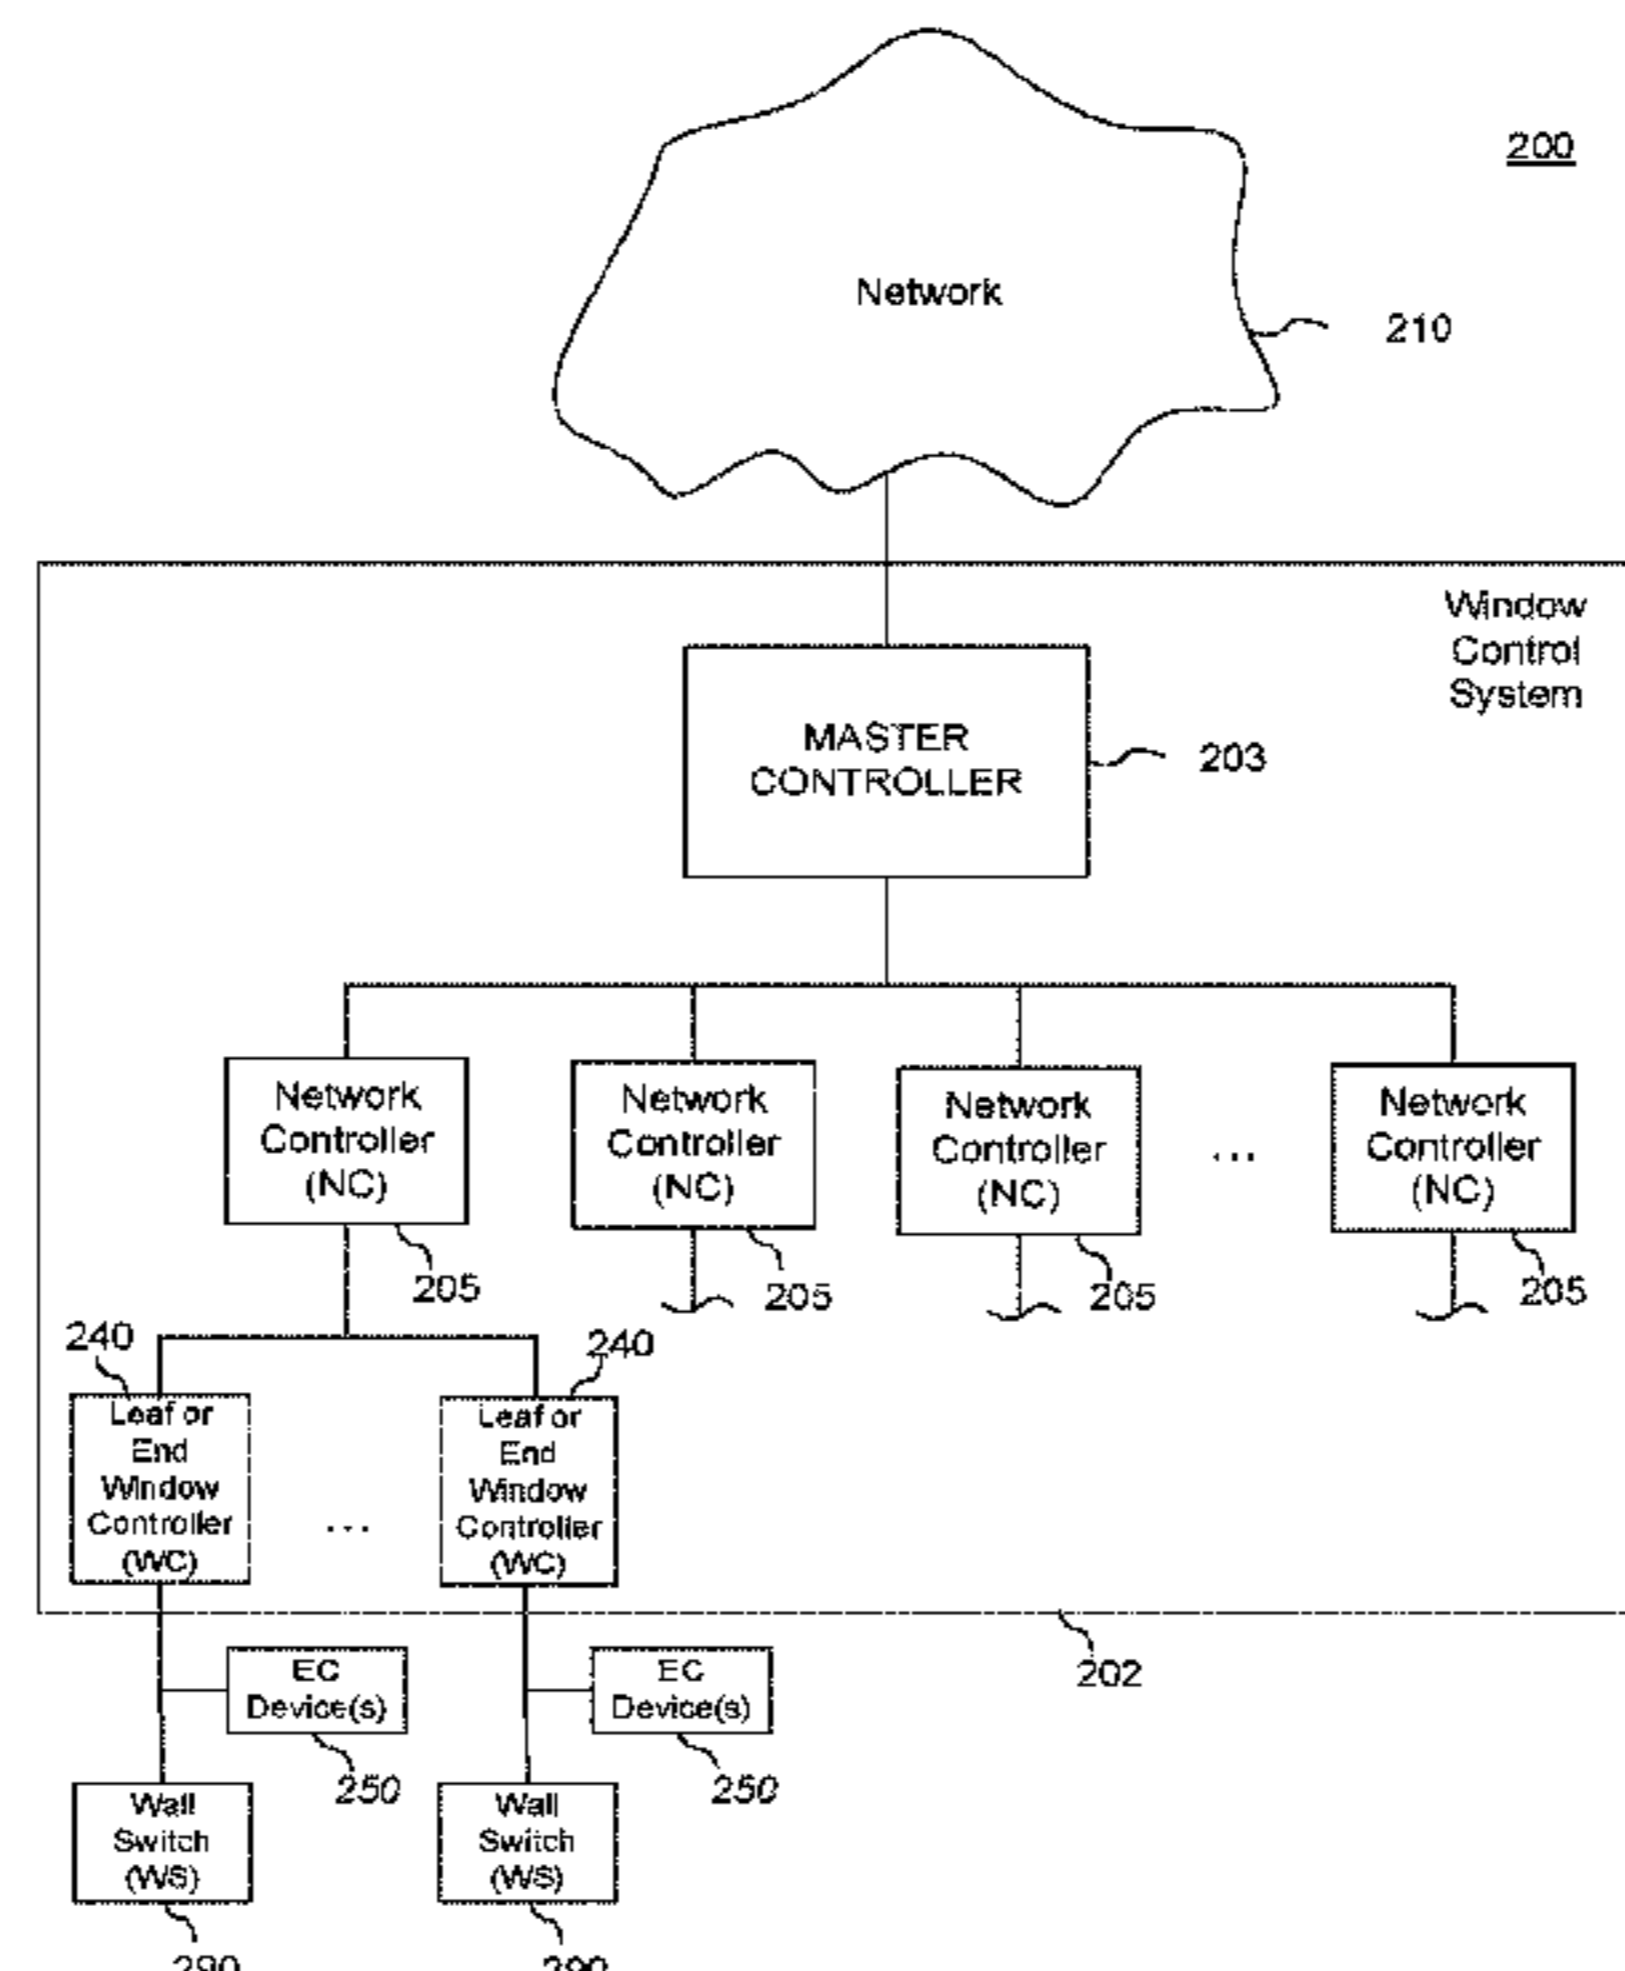 200
Network
210
Window
Control
System
MASTER
CONTROLLER
203
Network
Controller
(NC)
205
Network
Controller
(NC)
205
Network
Controller
(NC)
205
...
Network
Controller
(NC)
205
240
Leaf or
End
Window
Controller
(WC)
...
240
Leaf or
End
Window
Controller
(WC)
202
EC
Device(s)
250
EC
Device(s)
250
Wall
Switch
(WS)
290
Wall
Switch
(WS)
290